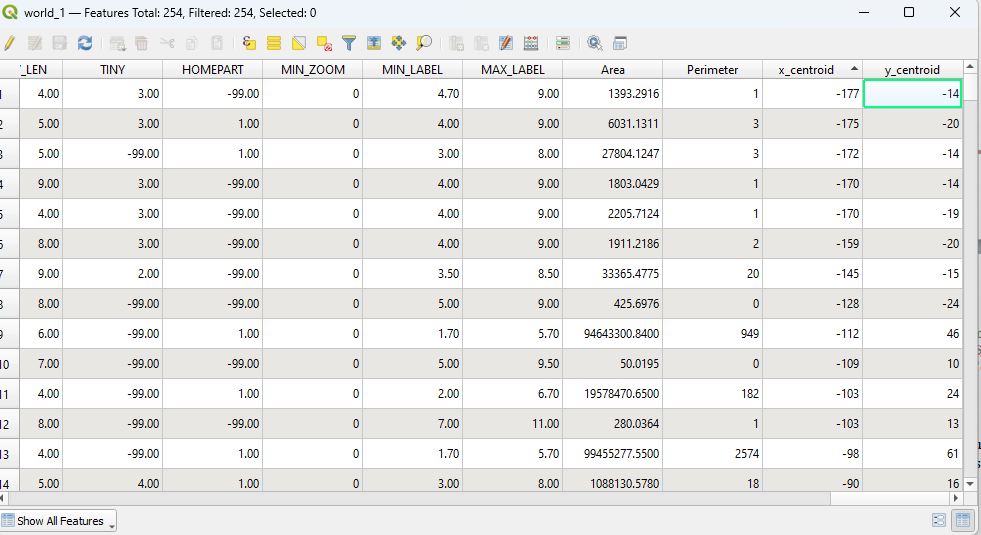 world_1 — Features Total: 254, Filtered: 254, Selected: 0
_LEN TINY HOMEPART MIN_ZOOM MIN_LABEL MAX_LABEL Area Perimeter x_centroid y_centroid
1 4.00 3.00 -99.00 0 4.70 9.00 1393.2916 1 -177 -14
2 5.00 3.00 1.00 0 4.00 9.00 6031.1311 3 -175 -20
3 5.00 -99.00 1.00 0 3.00 8.00 27804.1247 3 -172 -14
4 9.00 3.00 -99.00 0 4.00 9.00 1803.0429 1 -170 -14
5 4.00 3.00 -99.00 0 4.00 9.00 2205.7124 1 -170 -19
6 8.00 3.00 -99.00 0 4.00 9.00 1911.2186 2 -159 -20
7 9.00 2.00 -99.00 0 3.50 8.50 33365.4775 20 -145 -15
8 8.00 -99.00 -99.00 0 5.00 9.00 425.6976 0 -128 -24
9 6.00 -99.00 1.00 0 1.70 5.70 94643300.8400 949 -112 46
10 7.00 -99.00 -99.00 0 5.00 9.50 50.0195 0 -109 10
11 4.00 -99.00 1.00 0 2.00 6.70 19578470.6500 182 -103 24
12 8.00 -99.00 -99.00 0 7.00 11.00 280.0364 1 -103 13
13 4.00 -99.00 1.00 0 1.70 5.70 99455277.5500 2574 -98 61
14 5.00 4.00 1.00 0 3.00 8.00 1088130.5780 18 -90 16
Show All Features